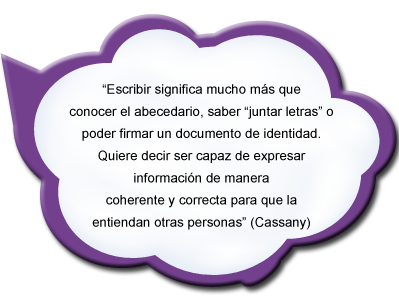 “Escribir significa mucho más que
conocer el abecedario, saber “juntar letras” o
poder firmar un documento de identidad.
Quiere decir ser capaz de expresar
información de manera
coherente y correcta para que la
entiendan otras personas” (Cassany)